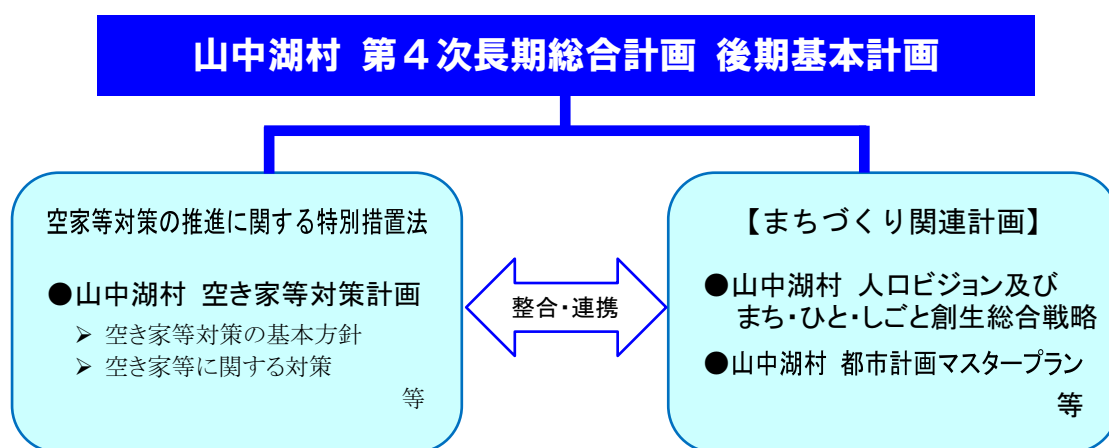 山中湖村 第４次長期総合計画 後期基本計画
空家等対策の推進に関する特別措置法
●山中湖村 空き家等対策計画
➢ 空き家等対策の基本方針
➢ 空き家等に関する対策
等
整合・連携
【まちづくり関連計画】
●山中湖村 人口ビジョン及び
まち・ひと・しごと創生総合戦略
●山中湖村 都市計画マスタープラン
等